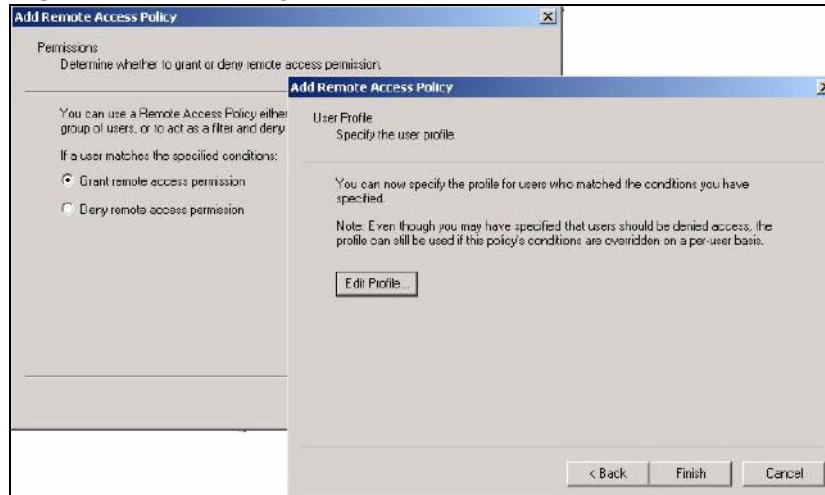 Add Remote Access Policy
Permissions
Determine whether to grant or deny remote access permission.
You can use a Remote Access Policy either
group of users, or to act as a filter and deny
If a user matches the specified conditions:
Grant remote access permission
Deny remote access permission
Add Remote Access Policy
User Profile
Specify the user profile.
You can now specify the profile for users who matched the conditions you have
specified.
Note: Even though you may have specified that users should be denied access, the
profile can still be used if this policy's conditions are overridden on a per-user basis.
Edit Profile...
< Back Finish Cancel